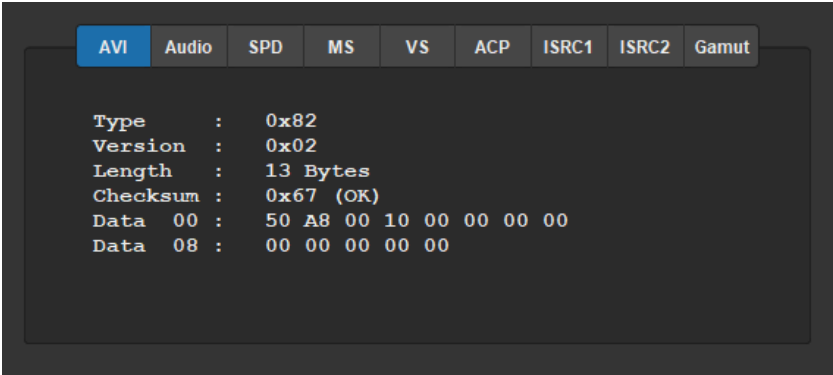 AVI Audio SPD MS VS ACP ISRC1 ISRC2 Gamut
Type : 0x82
Version : 0x02
Length : 13 Bytes
Checksum : 0x67 (OK)
Data 00 : 50 A8 00 10 00 00 00 00
Data 08 : 00 00 00 00 00